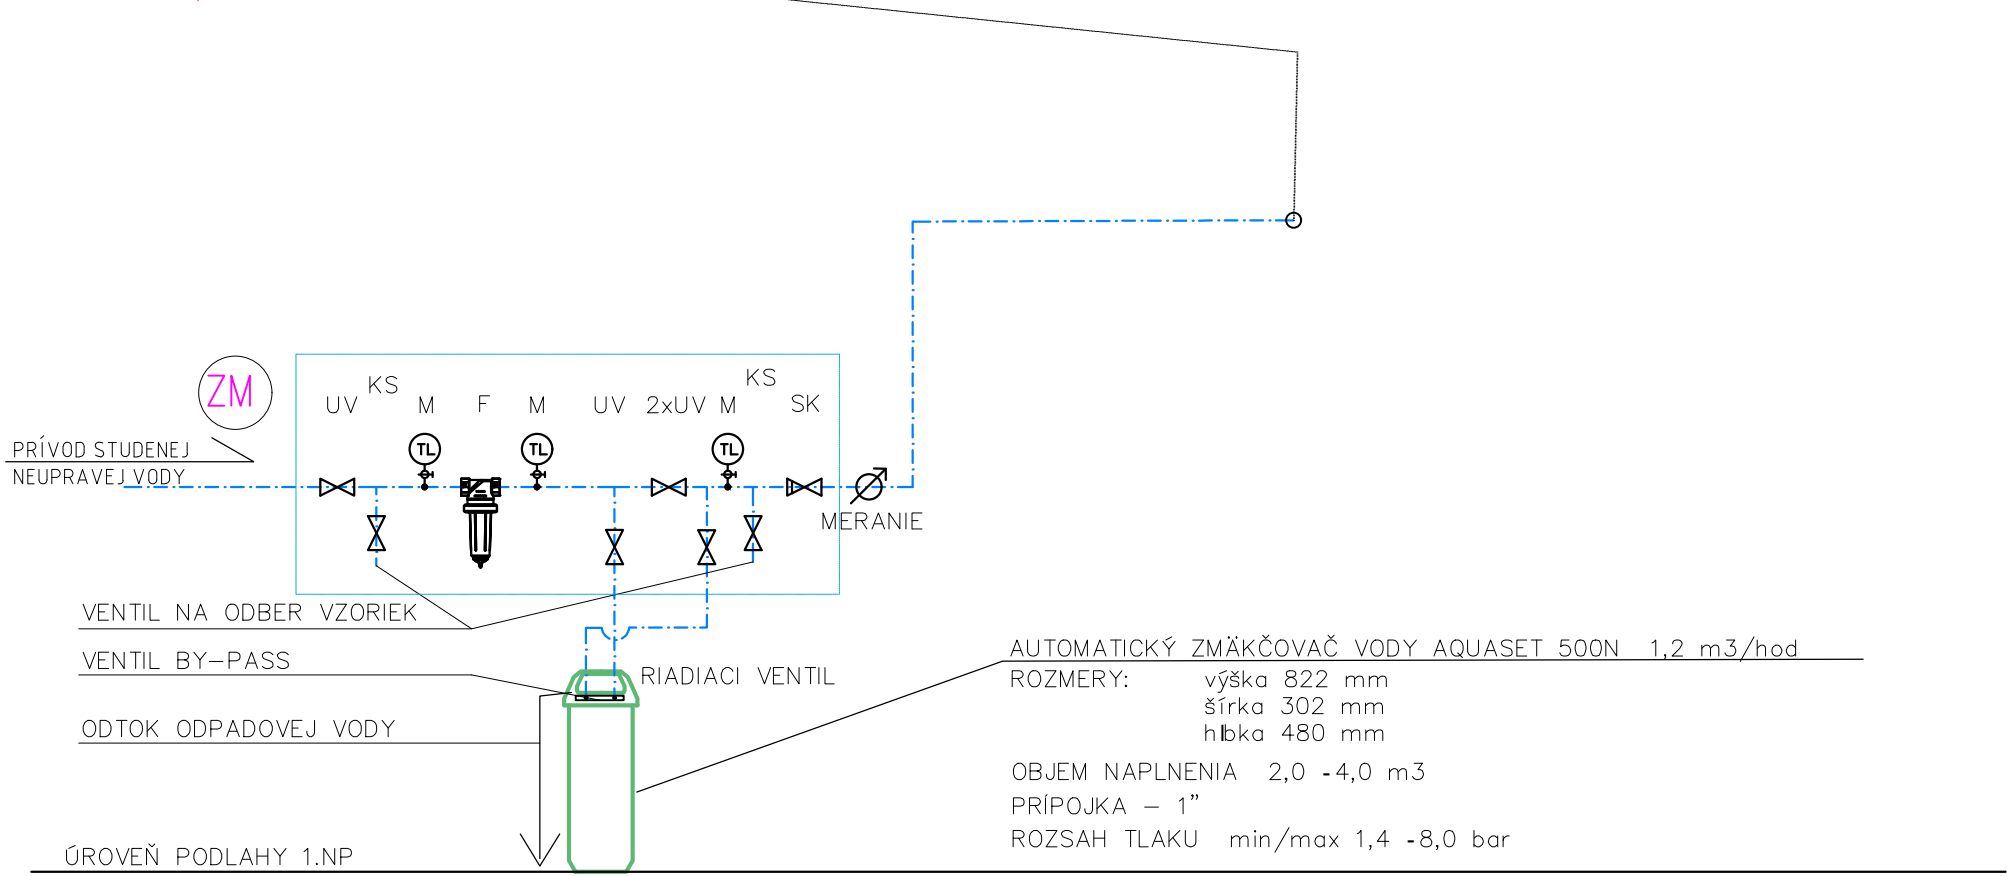 ZM
PRÍVOD STUDENEJ
NEUPRAVEJ VODY
KS KS
UV M F M UV 2xUV M SK
TL TL TL
MERANIE
VENTIL NA ODBER VZORIEK
VENTIL BY-PASS
RIADIACI VENTIL
ODTOK ODPADOVEJ VODY
ÚROVEŇ PODLAHY 1.NP
AUTOMATICKÝ ZMÄKČOVAČ VODY AQUASET 500N 1,2 m3/hod
ROZMERY: výška 822 mm
šírka 302 mm
hĺbka 480 mm
OBJEM NAPLNENIA 2,0 -4,0 m3
PRÍPOJKA – 1”
ROZSAH TLAKU min/max 1,4 -8,0 bar